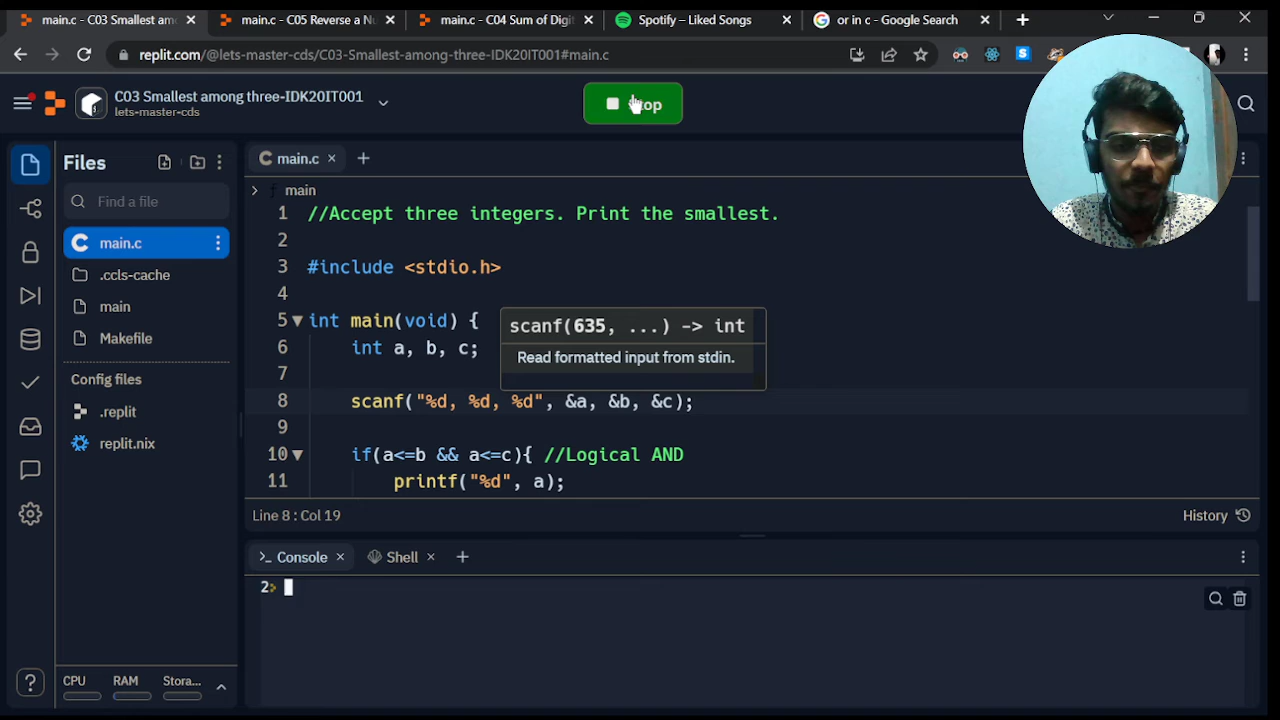 main.c - C03 Smallest am
main.c - C05 Reverse a Nu
main.c - C04 Sum of Digit
Spotify – Liked Songs
or in c - Google Search
replit.com/@lets-master-cds/C03-Smallest-among-three-IDK20IT001#main.c
C03 Smallest among three-IDK20IT001
lets-master-cds
Stop
Files
main.c
Find a file
main
main.c
.ccls-cache
main
Makefile
Config files
.replit
replit.nix
1 //Accept three integers. Print the smallest.
2
3 #include <stdio.h>
4
5 int main(void) {
6 int a, b, c;
7
scanf(635, ...) -> int
Read formatted input from stdin.
8 scanf("%d, %d, %d", &a, &b, &c);
9
10 if(a<=b && a<=c){ //Logical AND
11 printf("%d", a);
Line 8 : Col 19
History
Console
Shell
2
CPU
RAM
Stora...